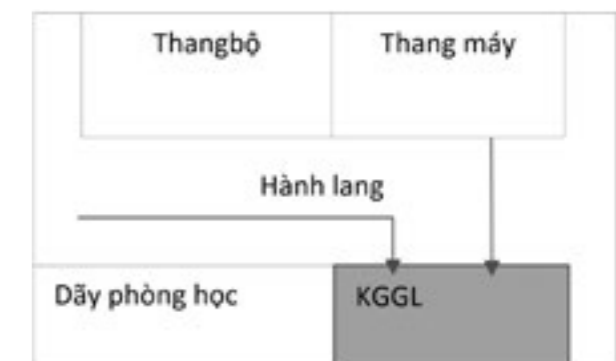 Thangbộ
Thang máy
Hành lang
Dãy phòng học
KGGL